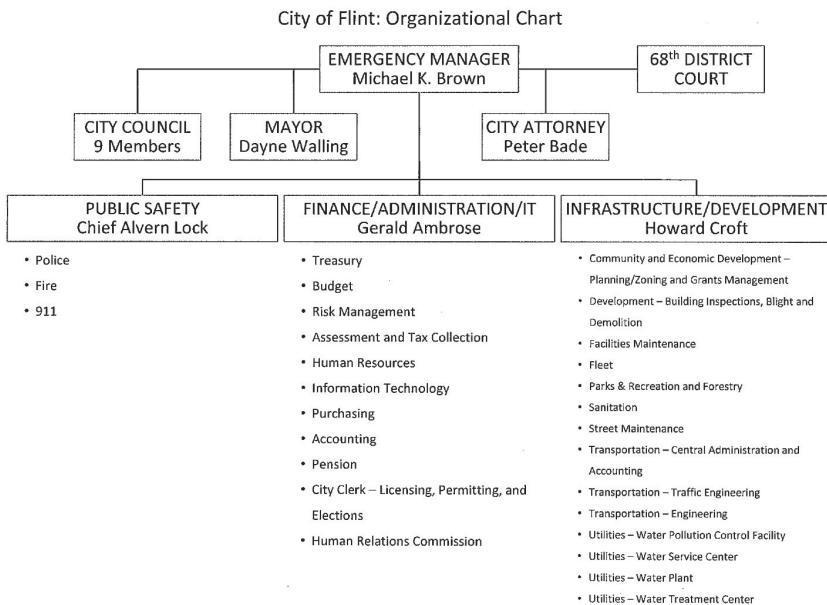 City of Flint: Organizational Chart
EMERGENCY MANAGER
Michael K. Brown
68th DISTRICT
COURT
CITY COUNCIL
9 Members
MAYOR
Dayne Walling
CITY ATTORNEY
Peter Bade
PUBLIC SAFETY
Chief Alvern Lock
• Police
• Fire
• 911
FINANCE/ADMINISTRATION/IT
Gerald Ambrose
• Treasury
• Budget
• Risk Management
• Assessment and Tax Collection
• Human Resources
• Information Technology
• Purchasing
• Accounting
• Pension
• City Clerk – Licensing, Permitting, and
Elections
• Human Relations Commission
INFRASTRUCTURE/DEVELOPMENT
Howard Croft
• Community and Economic Development –
Planning/Zoning and Grants Management
• Development – Building Inspections, Blight and
Demolition
• Facilities Maintenance
• Fleet
• Parks & Recreation and Forestry
• Sanitation
• Street Maintenance
• Transportation – Central Administration and
Accounting
• Transportation – Traffic Engineering
• Transportation – Engineering
• Utilities – Water Pollution Control Facility
• Utilities – Water Service Center
• Utilities – Water Plant
• Utilities – Water Treatment Center